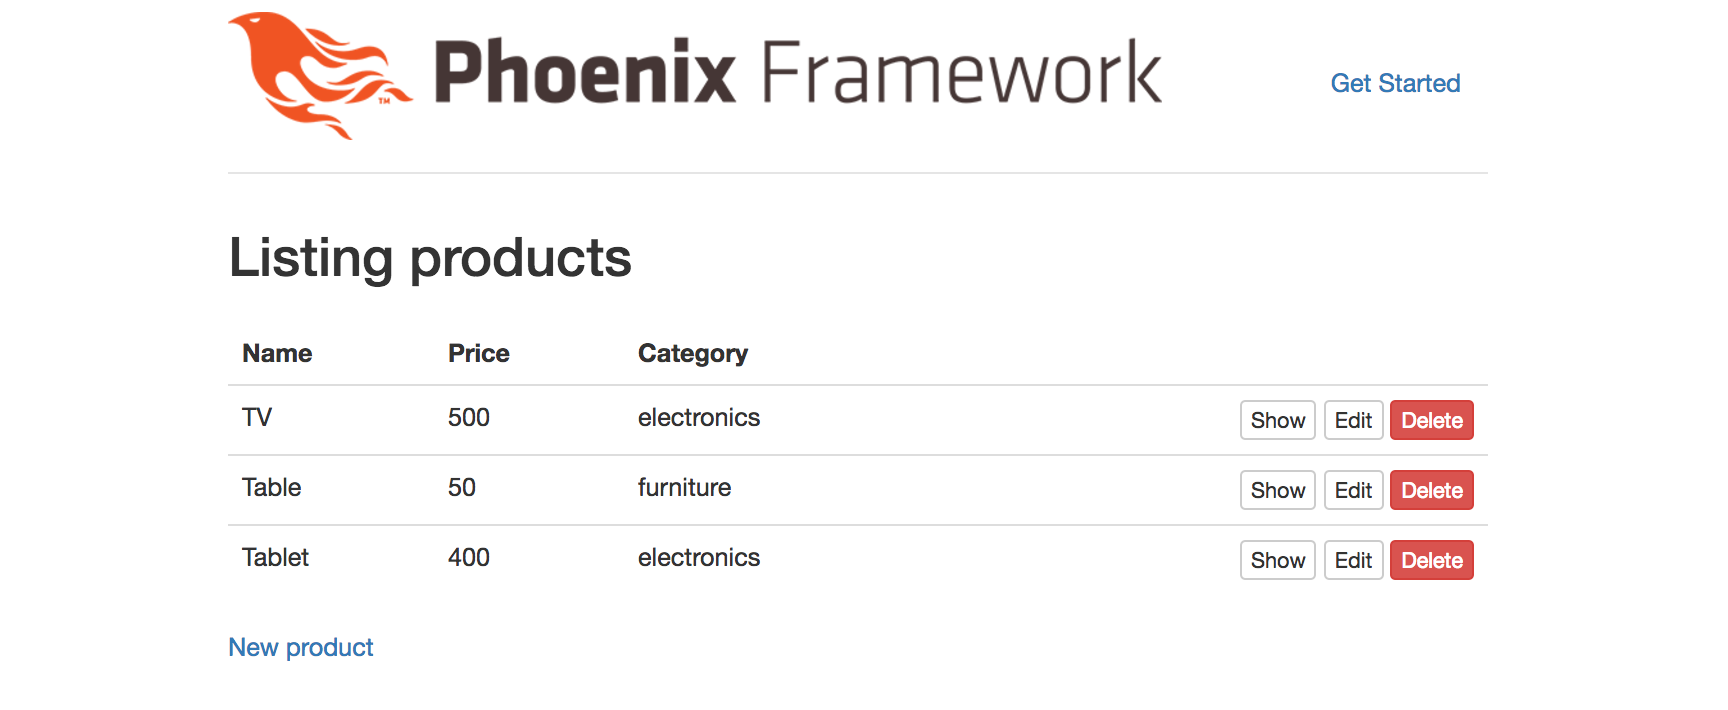 Phoenix Framework
TM
Get Started
Listing products
Name Price Category
TV 500 electronics Show Edit Delete
Table 50 furniture Show Edit Delete
Tablet 400 electronics Show Edit Delete
New product